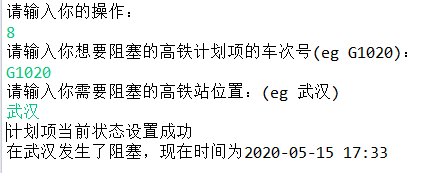 请输入你的操作：
8
请输入你想要阻塞的高铁计划项的车次号(eg G1020)：
G1020
请输入你需要阻塞的高铁站位置：(eg 武汉)
武汉
计划项当前状态设置成功
在武汉发生了阻塞，现在时间为2020-05-15 17:33